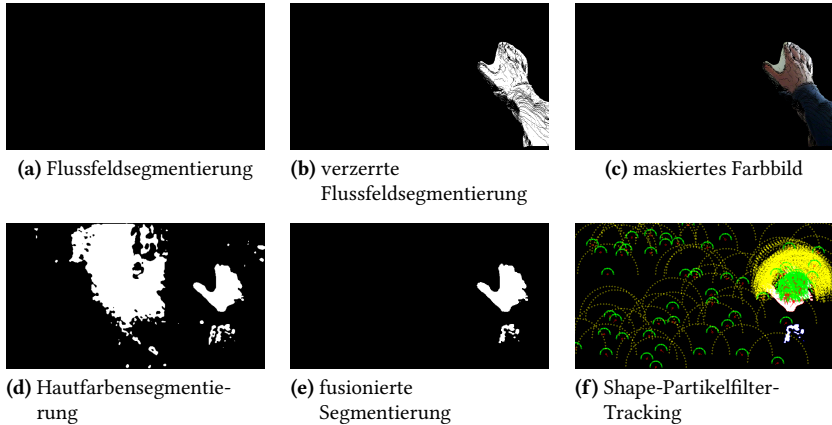 (a) Flussfeldsegmentierung
(b) verzerrte
Flussfeldsegmentierung
(c) maskiertes Farbbild
(d) Hautfarbensegmentie-
rung
(e) fusionierte
Segmentierung
(f) Shape-Partikelfilter-
Tracking